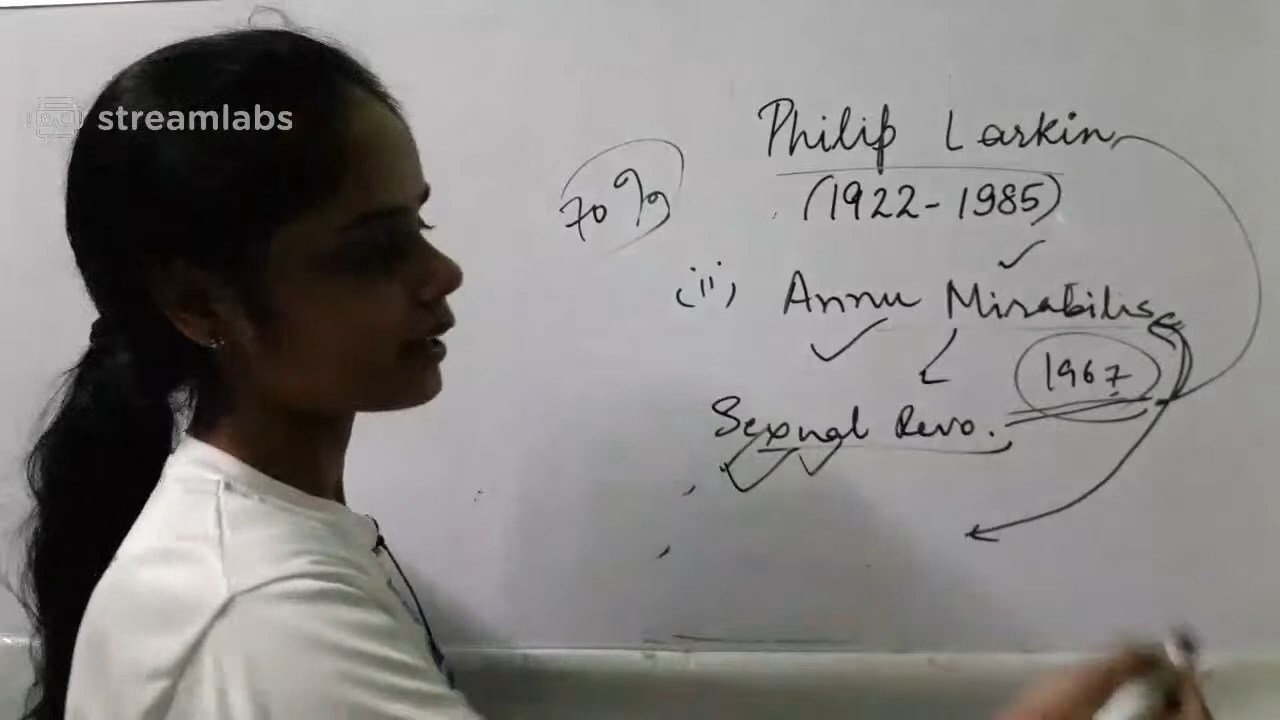 streamlabs
Philip Larkin
(1922-1985)
70%
(ii) Annu Mirabilis
1967
Sexual Revo.